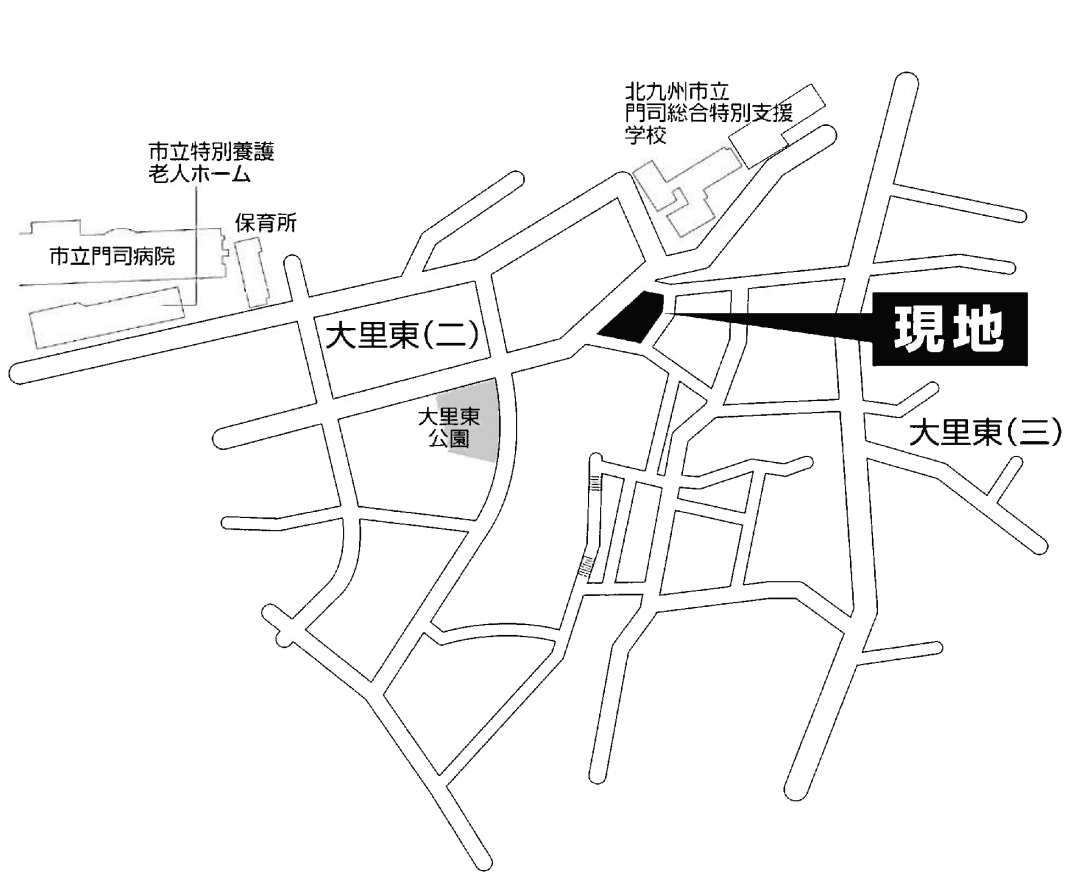 北九州市立
門司総合特別支援
学校
市立特別養護
老人ホーム
保育所
市立門司病院
大里東(二)
現地
大里東
公園
大里東(三)